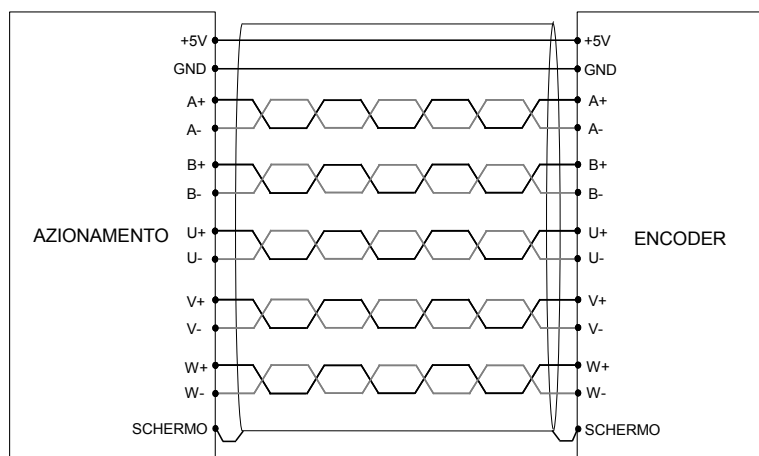 +5V +5V
GND GND
A+ A+
A- A-
B+ B+
B- B-
AZIONAMENTO U+ U+ ENCODER
U- U-
V+ V+
V- V-
W+ W+
W- W-
SCHERMO SCHERMO